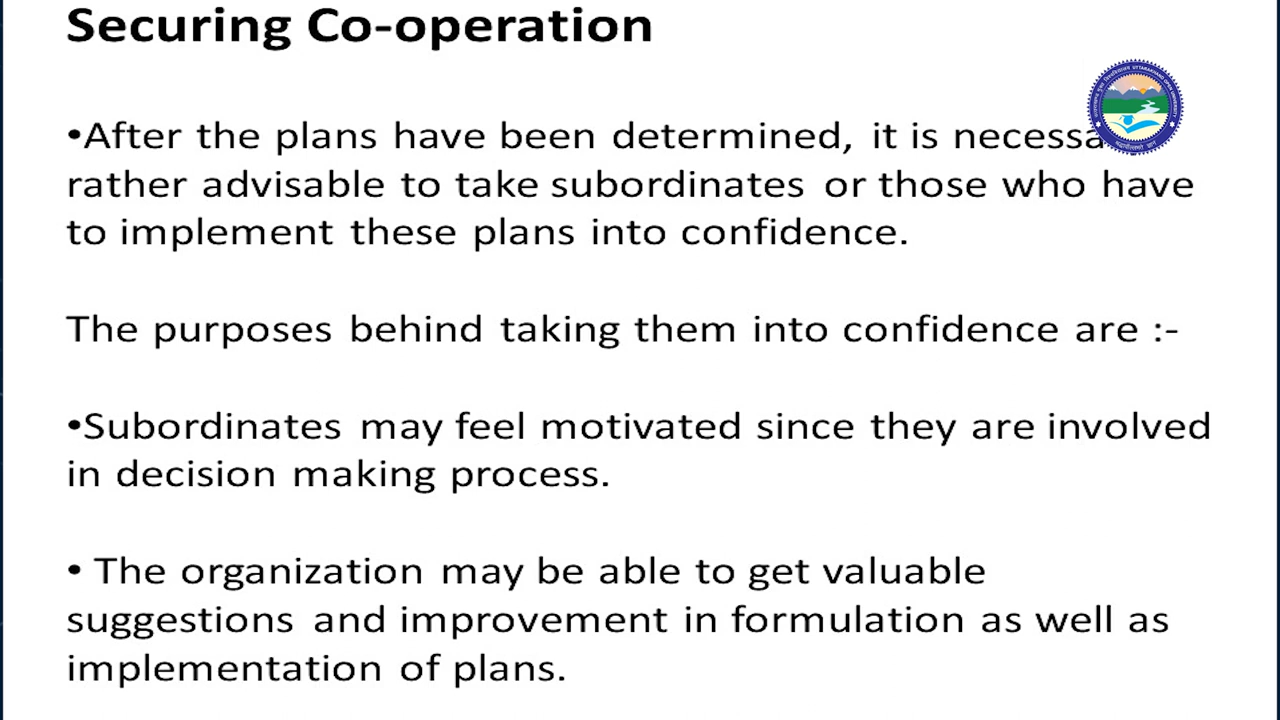 Securing Co-operation
•After the plans have been determined, it is necessa
rather advisable to take subordinates or those who have
to implement these plans into confidence.
The purposes behind taking them into confidence are :-
•Subordinates may feel motivated since they are involved
in decision making process.
• The organization may be able to get valuable
suggestions and improvement in formulation as well as
implementation of plans.